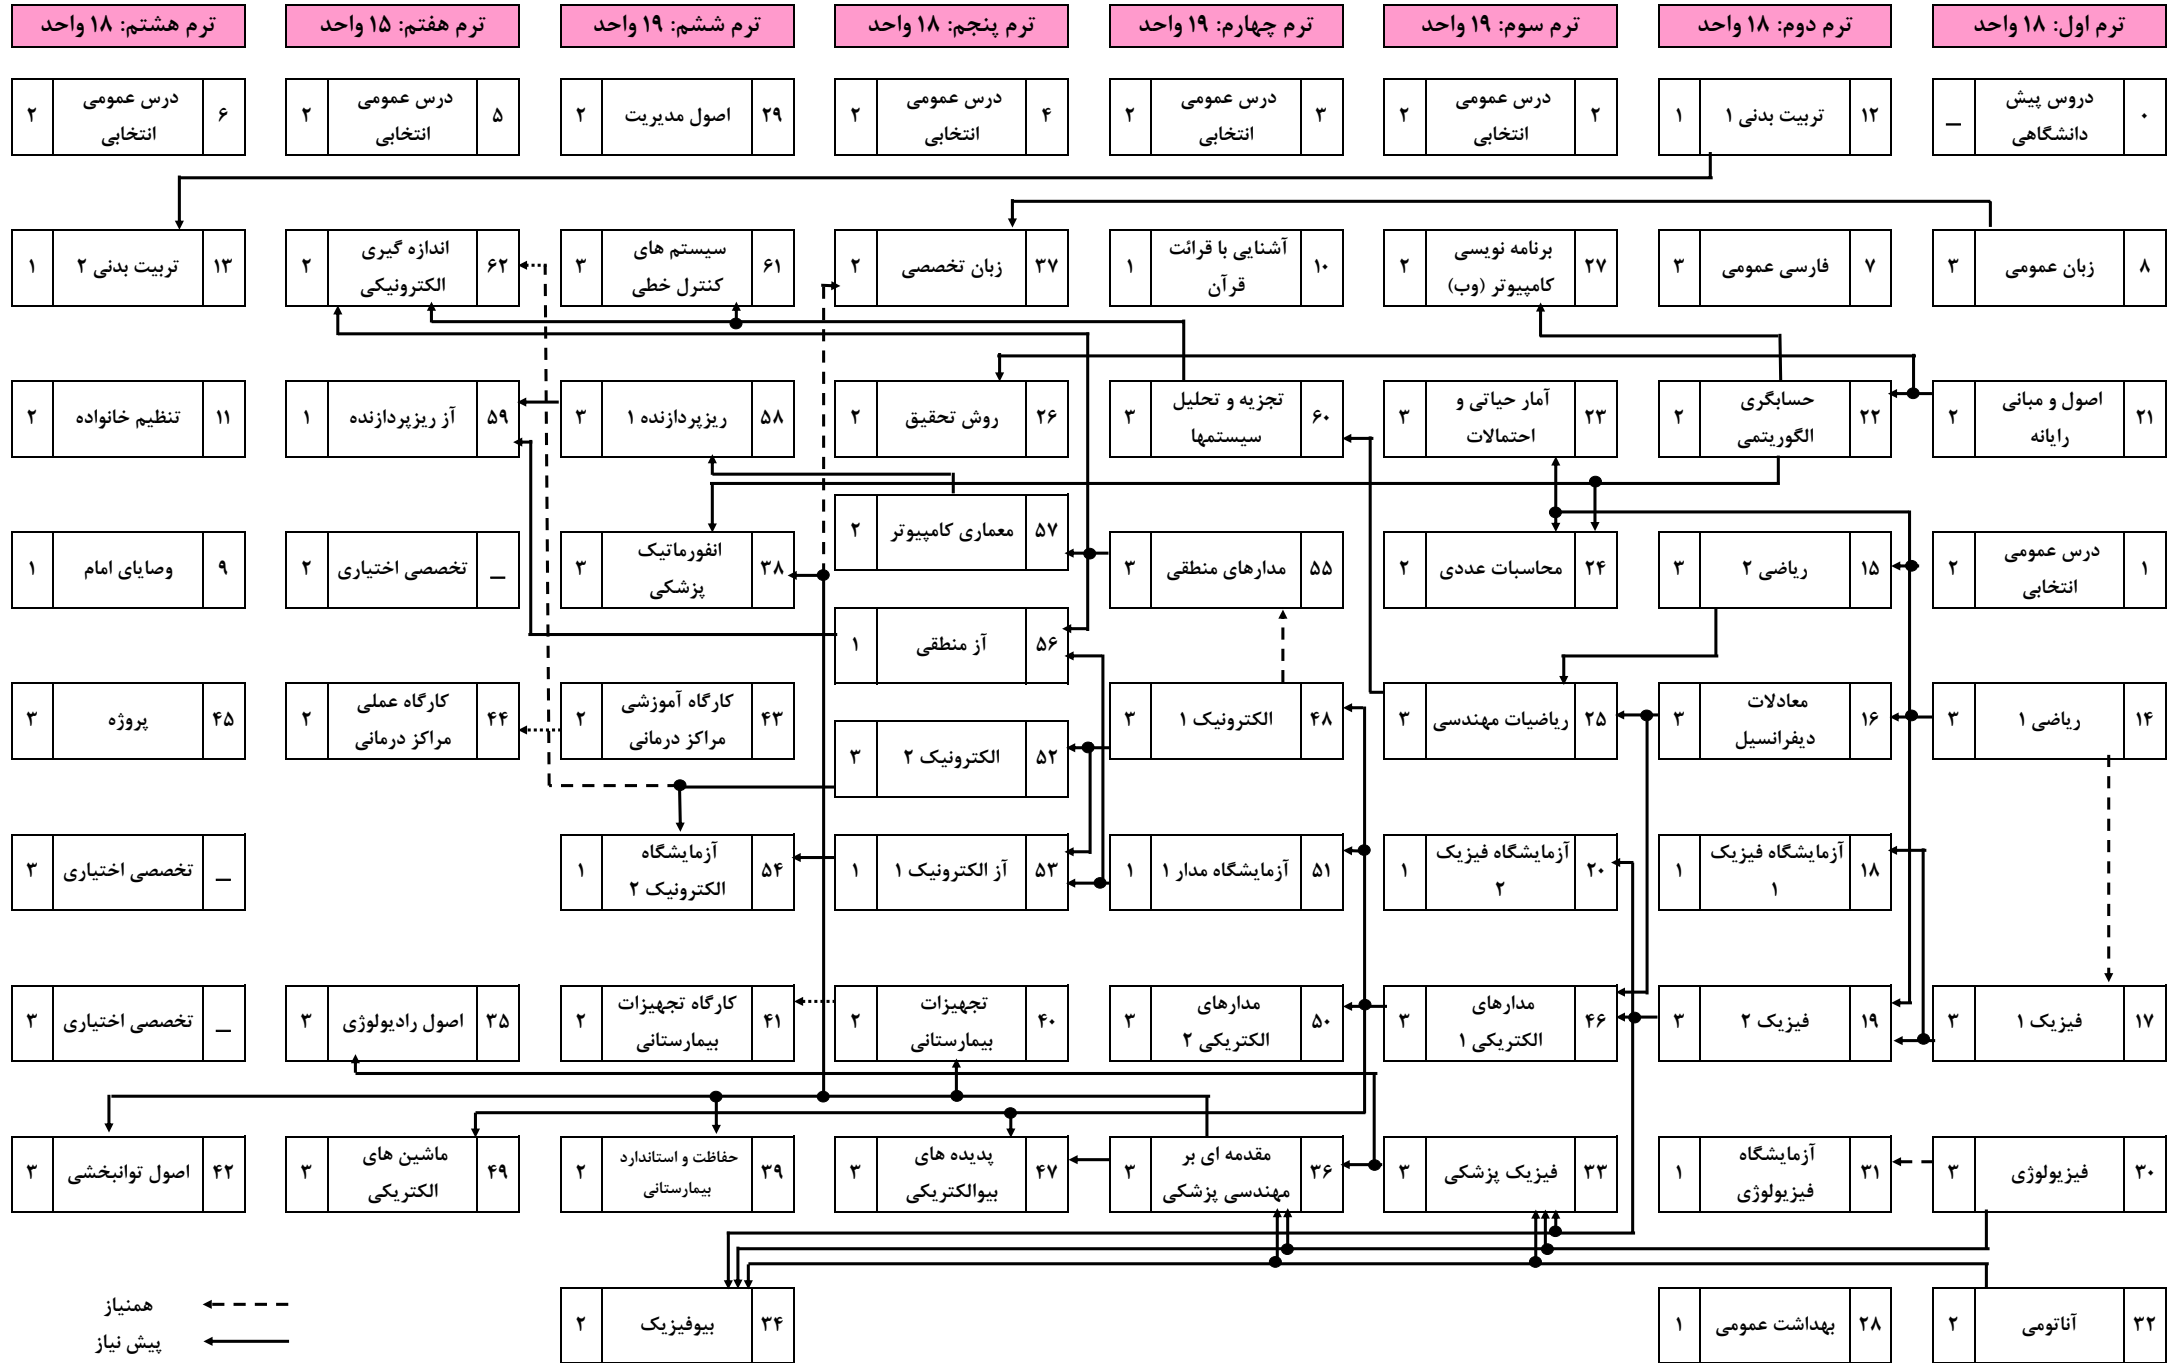 ترم اول: ۱۸ واحد
ترم دوم: ۱۸ واحد
ترم سوم: ۱۹ واحد
ترم چهارم: ۱۹ واحد
ترم پنجم: ۱۸ واحد
ترم ششم: ۱۹ واحد
ترم هفتم: ۱۵ واحد
ترم هشتم: ۱۸ واحد
۰ دروس پیش دانشگاهی _
۱۲ تربیت بدنی ۱ ۱
۲ درس عمومی انتخابی ۲
۳ درس عمومی انتخابی ۲
۴ درس عمومی انتخابی ۲
۲۹ اصول مدیریت ۲
۵ درس عمومی انتخابی ۲
۶ درس عمومی انتخابی ۲
۸ زبان عمومی ۳
۷ فارسی عمومی ۳
۲۷ برنامه نویسی کامپیوتر (وب) ۲
۱۰ آشنایی با قرائت قرآن ۱
۳۷ زبان تخصصی ۲
۶۱ سیستم های کنترل خطی ۳
۶۲ اندازه گیری الکترونیکی ۲
۱۳ تربیت بدنی ۲ ۱
۲۱ اصول و مبانی رایانه ۲
۲۲ حسابگری الگوریتمی ۲
۲۳ آمار حیاتی و احتمالات ۳
۶۰ تجزیه و تحلیل سیستمها ۳
۲۶ روش تحقیق ۲
۵۸ ریزپردازنده ۱ ۳
۵۹ آز ریزپردازنده ۱
۱۱ تنظیم خانواده ۲
۱ درس عمومی انتخابی ۲
۱۵ ریاضی ۲ ۳
۲۴ محاسبات عددی ۲
۵۵ مدارهای منطقی ۳
۵۷ معماری کامپیوتر ۲
۳۸ انفورماتیک پزشکی ۳
_ تخصصی اختیاری ۲
۹ وصایای امام ۱
۵۶ آز منطقی ۱
۱۴ ریاضی ۱ ۳
۱۶ معادلات دیفرانسیل ۳
۲۵ ریاضیات مهندسی ۳
۴۸ الکترونیک ۱ ۳
۵۲ الکترونیک ۲ ۳
۴۳ کارگاه آموزشی مراکز درمانی ۲
۴۴ کارگاه عملی مراکز درمانی ۲
۴۵ پروژه ۳
۱۸ آزمایشگاه فیزیک ۱ ۱
۲۰ آزمایشگاه فیزیک ۲ ۱
۵۱ آزمایشگاه مدار ۱ ۱
۵۳ آز الکترونیک ۱ ۱
۵۴ آزمایشگاه الکترونیک ۲ ۱
_ تخصصی اختیاری ۳
۱۷ فیزیک ۱ ۳
۱۹ فیزیک ۲ ۳
۴۶ مدارهای الکتریکی ۱ ۳
۵۰ مدارهای الکتریکی ۲ ۳
۴۰ تجهیزات بیمارستانی ۲
۴۱ کارگاه تجهیزات بیمارستانی ۲
۳۵ اصول رادیولوژی ۳
_ تخصصی اختیاری ۳
۳۰ فیزیولوژی ۳
۳۱ آزمایشگاه فیزیولوژی ۱
۳۳ فیزیک پزشکی ۳
۳۶ مقدمه ای بر مهندسی پزشکی ۳
۴۷ پدیده های بیوالکتریکی ۳
۳۹ حفاظت و استاندارد بیمارستانی ۲
۴۹ ماشین های الکتریکی ۳
۴۲ اصول توانبخشی ۳
۳۲ آناتومی ۲
۲۸ بهداشت عمومی ۱
۳۴ بیوفیزیک ۲
همنیاز
پیش نیاز